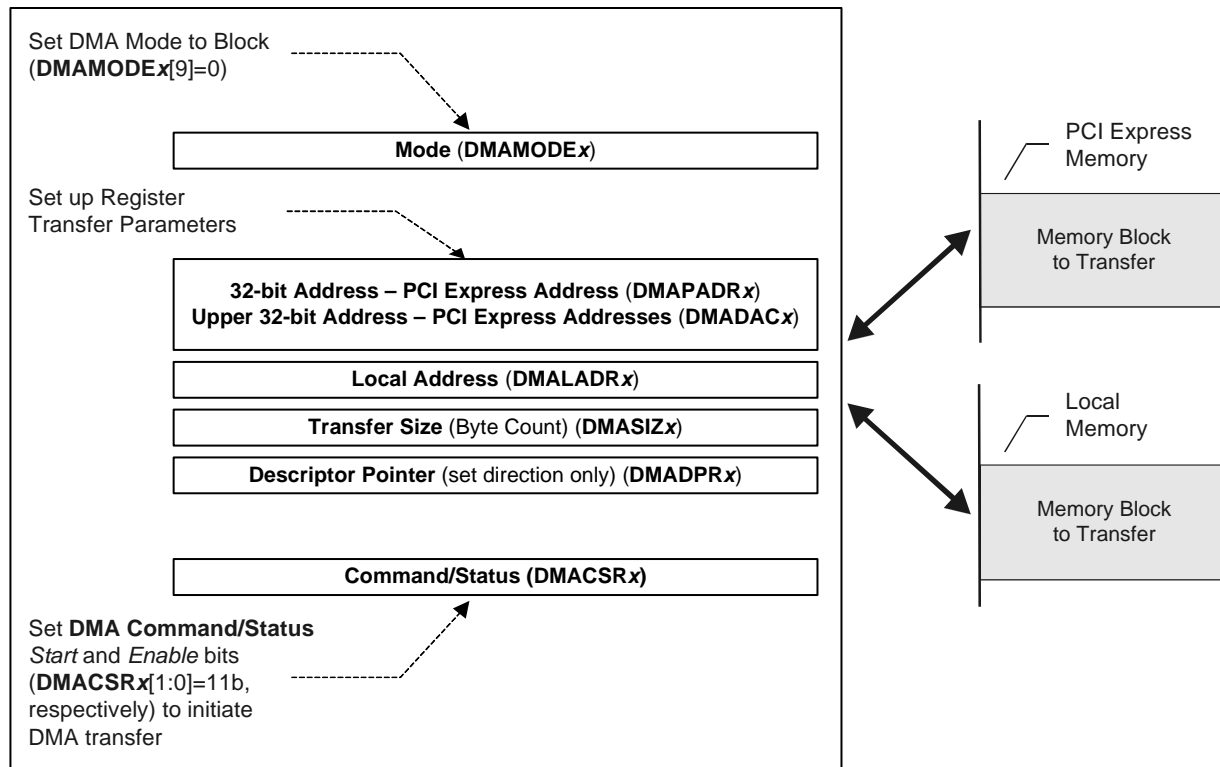 Set DMA Mode to Block
(DMAMODEx[9]=0)
Mode (DMAMODEx)
Set up Register
Transfer Parameters
32-bit Address – PCI Express Address (DMAPADRx)
Upper 32-bit Address – PCI Express Addresses (DMADACx)
Local Address (DMALADRx)
Transfer Size (Byte Count) (DMASIZx)
Descriptor Pointer (set direction only) (DMADPRx)
Command/Status (DMACSRx)
Set DMA Command/Status
Start and Enable bits
(DMACSRx[1:0]=11b,
respectively) to initiate
DMA transfer
PCI Express
Memory
Memory Block
to Transfer
Local
Memory
Memory Block
to Transfer